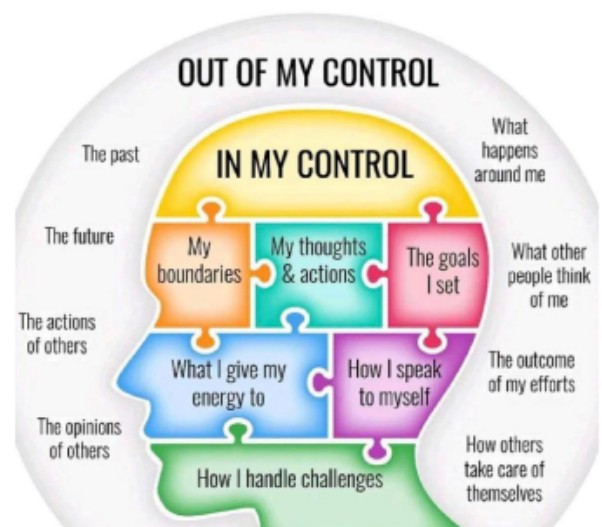 OUT OF MY CONTROL
IN MY CONTROL
The past
The future
The actions
of others
The opinions
of others
My
boundaries
My thoughts
& actions
The goals
I set
What I give my
energy to
How I speak
to myself
How I handle challenges
What
happens
around me
What other
people think
of me
The outcome
of my efforts
How others
take care of
themselves